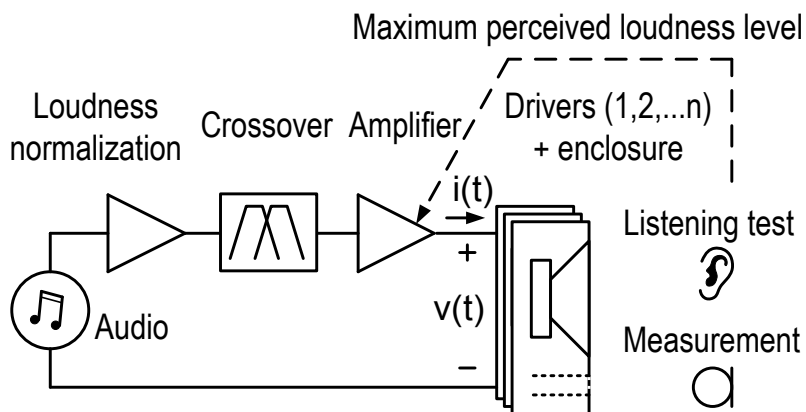 Maximum perceived loudness level
Loudness
normalization
Crossover
Amplifier
Drivers (1,2,...n)
+ enclosure
i(t)
+
v(t)
−
Audio
Listening test
Measurement